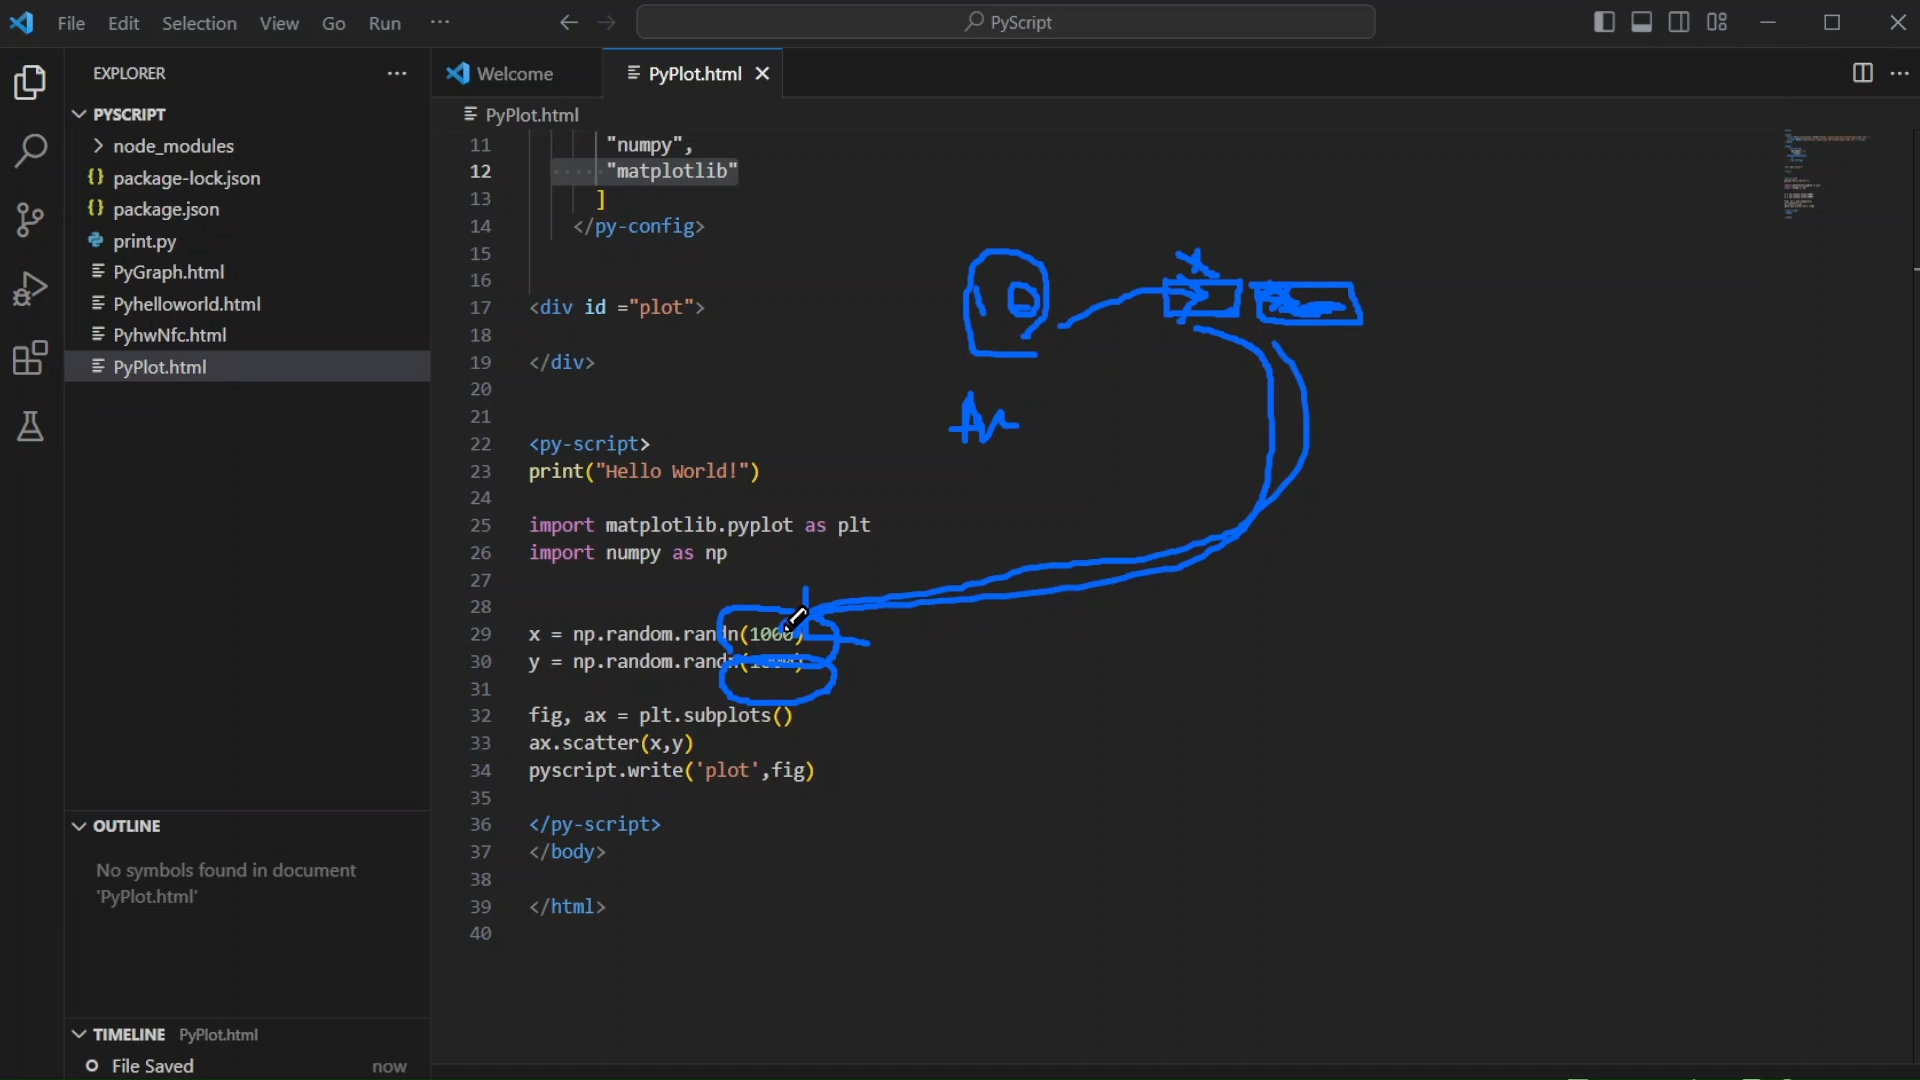 File Edit Selection View Go Run ···
PyScript
EXPLORER
PYSCRIPT
node_modules
{} package-lock.json
{} package.json
print.py
PyGraph.html
Pyhelloworld.html
PyhwNfc.html
PyPlot.html
OUTLINE
No symbols found in document
'PyPlot.html'
TIMELINE PyPlot.html
File Saved now
Welcome PyPlot.html
PyPlot.html
11 "numpy",
12 "matplotlib"
13 ]
14 </py-config>
15
16
17 <div id ="plot">
18
19 </div>
20
21
22 <py-script>
23 print("Hello World!")
24
25 import matplotlib.pyplot as plt
26 import numpy as np
27
28
29 x = np.random.randn(1000)
30 y = np.random.randn(1000)
31
32 fig, ax = plt.subplots()
33 ax.scatter(x,y)
34 pyscript.write('plot',fig)
35
36 </py-script>
37 </body>
38
39 </html>
40